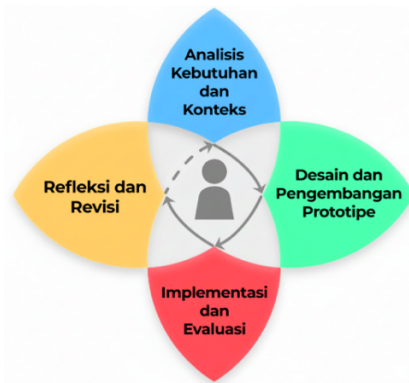 Analisis
Kebutuhan
dan
Konteks
Desain dan
Pengembangan
Prototipe
Implementasi
dan
Evaluasi
Refleksi dan
Revisi